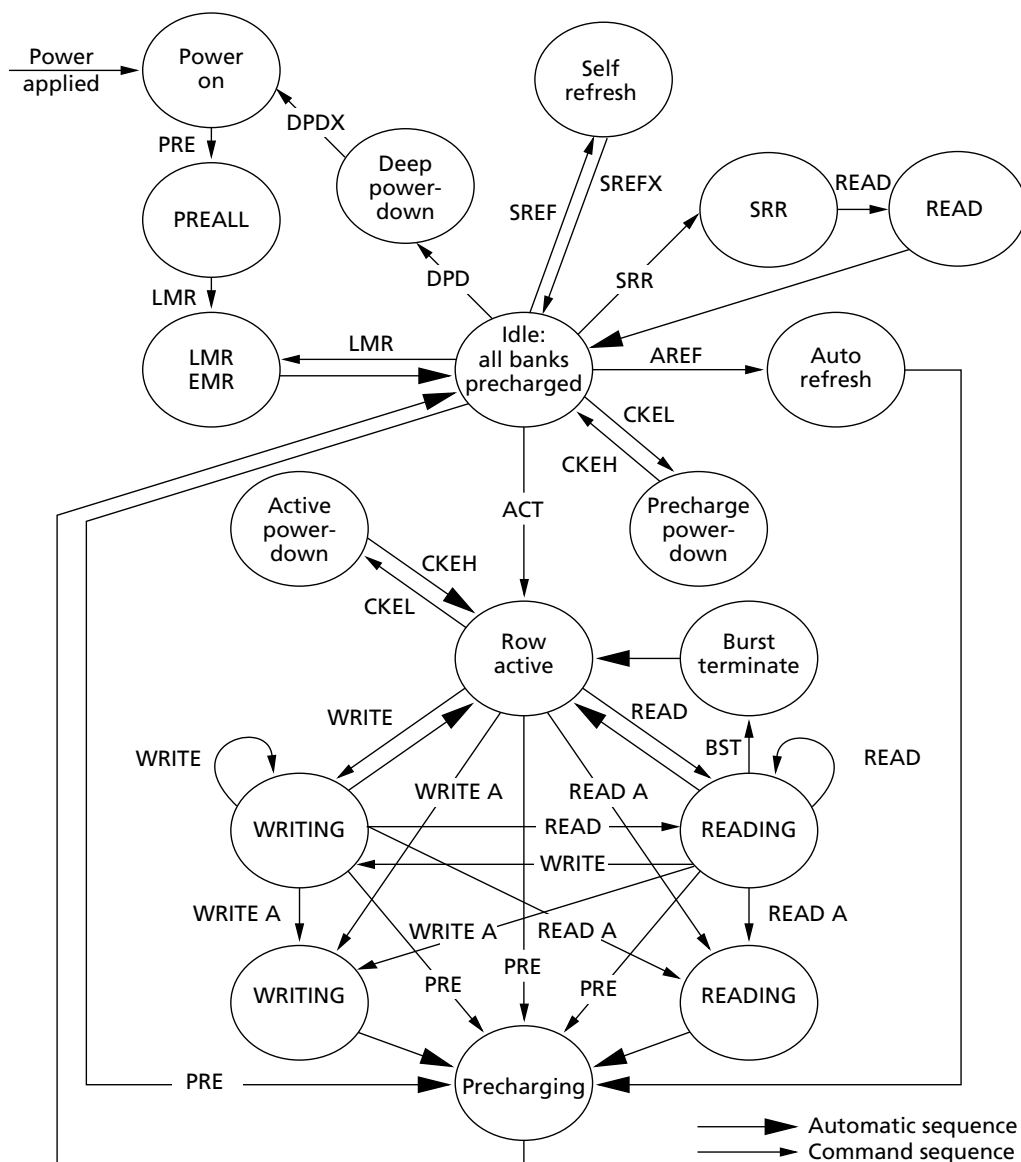 Power
applied
Power
on
Self
refresh
DPDX
PRE
Deep
power-
down
SREFX
READ
PREALL
SREF
SRR
READ
LMR
DPD
SRR
LMR
EMR
LMR
Idle:
all banks
precharged
AREF
Auto
refresh
CKEL
CKEH
Active
power-
down
ACT
Precharge
power-
down
CKEH
CKEL
Row
active
Burst
terminate
WRITE
READ
WRITE
BST
READ
WRITE A
READ A
WRITING
READ
READING
WRITE
WRITE A
WRITE A
READ A
READ A
WRITING
PRE
PRE
PRE
READING
PRE
Precharging
Automatic sequence
Command sequence